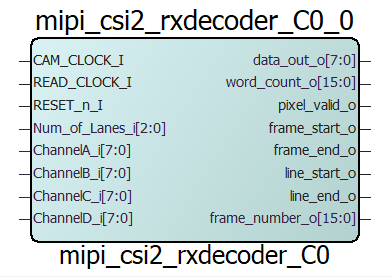 mipi_csi2_rxdecoder_C0_0
CAM_CLOCK_I data_out_o[7:0]
READ_CLOCK_I word_count_o[15:0]
RESET_n_I pixel_valid_o
Num_of_Lanes_i[2:0] frame_start_o
ChannelA_i[7:0] frame_end_o
ChannelB_i[7:0] line_start_o
ChannelC_i[7:0] line_end_o
ChannelD_i[7:0] frame_number_o[15:0]
mipi_csi2_rxdecoder_C0